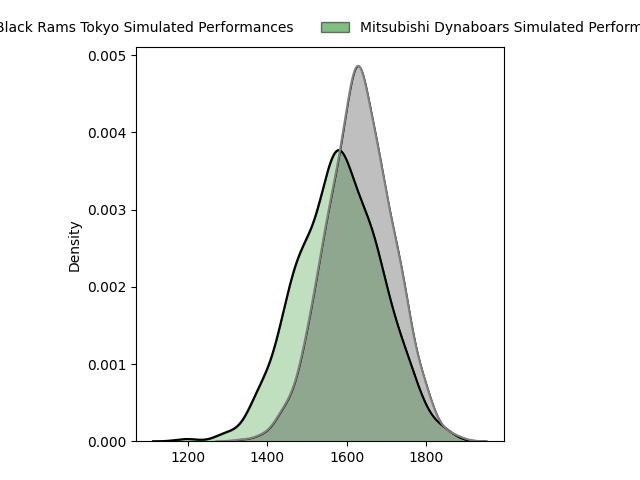 Black Rams Tokyo Simulated Performances
Mitsubishi Dynaboars Simulated Perform
0.005
0.004
0.003
0.002
0.001
0.000
Density
1200 1400 1600 1800